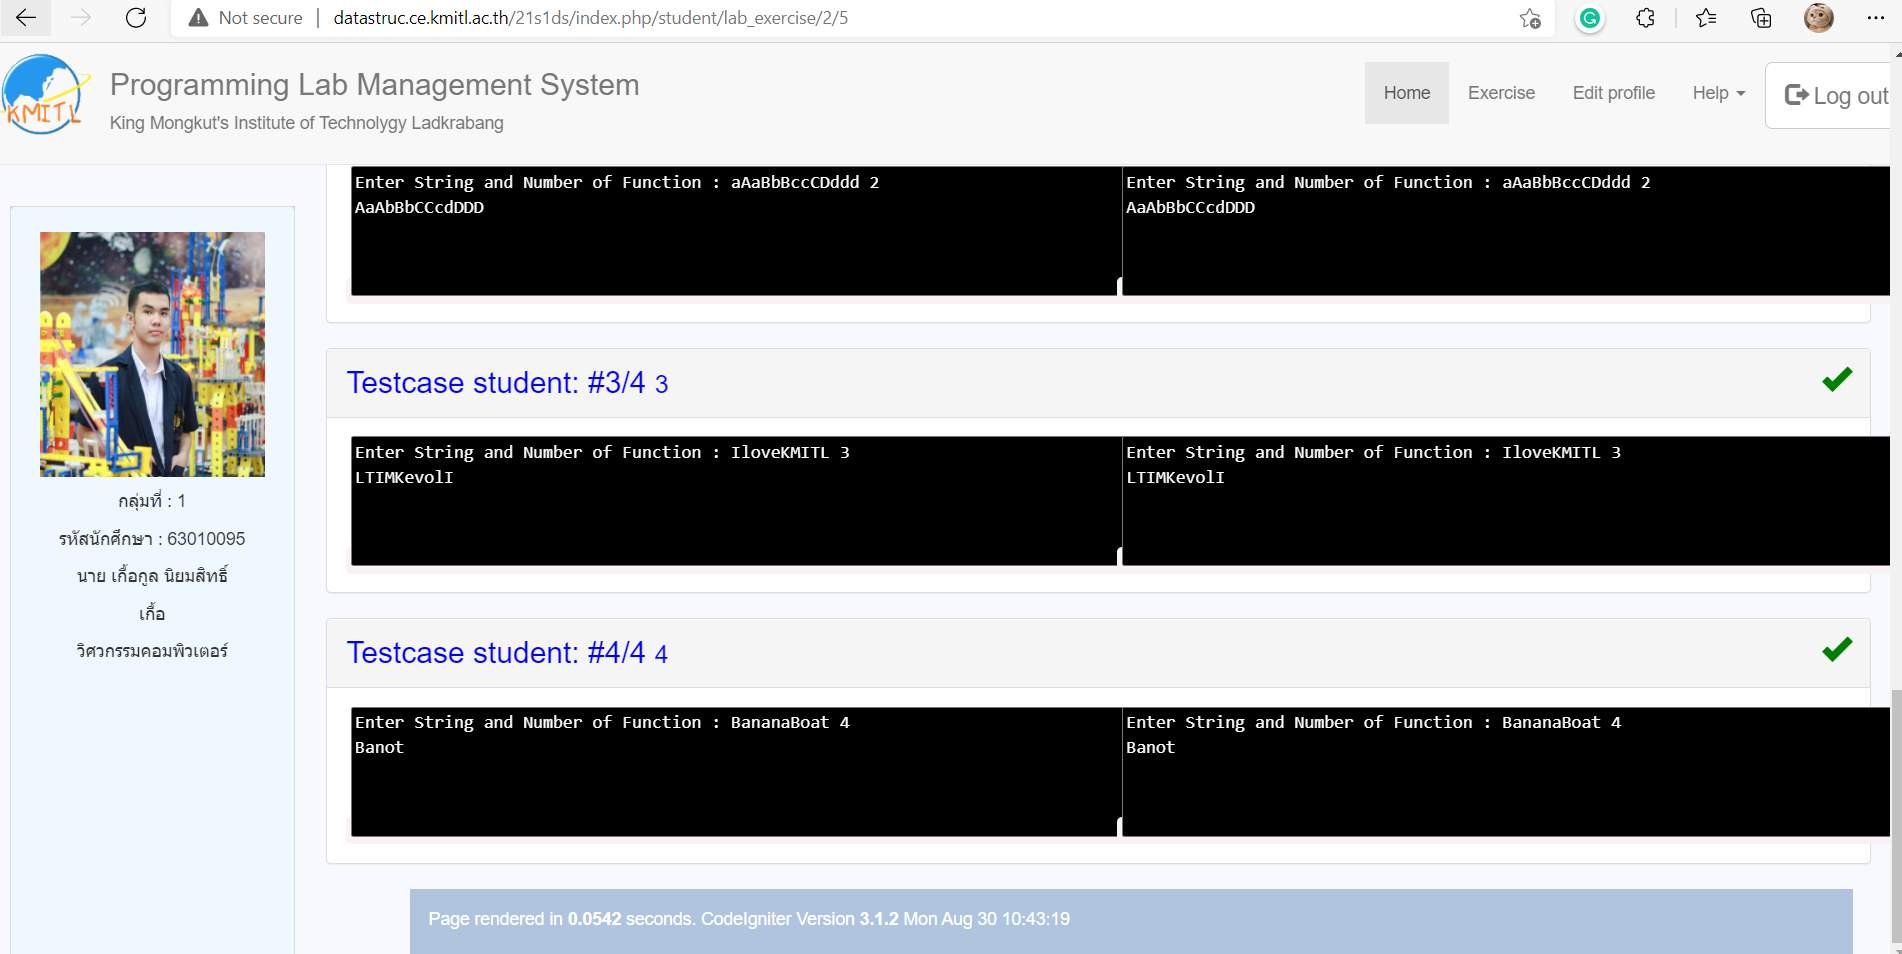 Not secure | datastruc.ce.kmitl.ac.th/21s1ds/index.php/student/lab_exercise/2/5
KMITL
Programming Lab Management System
King Mongkut's Institute of Technolygy Ladkrabang
Home
Exercise
Edit profile
Help
Log out
กลุ่มที่ : 1
รหัสนักศึกษา : 63010095
นาย เกื้อกูล นิยมสิทธิ์
เกื้อ
วิศวกรรมคอมพิวเตอร์
Enter String and Number of Function : aAaBbBccCDddd 2
AaAbBbCCcdDDD
Enter String and Number of Function : aAaBbBccCDddd 2
AaAbBbCCcdDDD
Testcase student: #3/4 3
Enter String and Number of Function : IloveKMITL 3
LTIMKevolI
Enter String and Number of Function : IloveKMITL 3
LTIMKevolI
Testcase student: #4/4 4
Enter String and Number of Function : BananaBoat 4
Banot
Enter String and Number of Function : BananaBoat 4
Banot
Page rendered in 0.0542 seconds. CodeIgniter Version 3.1.2 Mon Aug 30 10:43:19